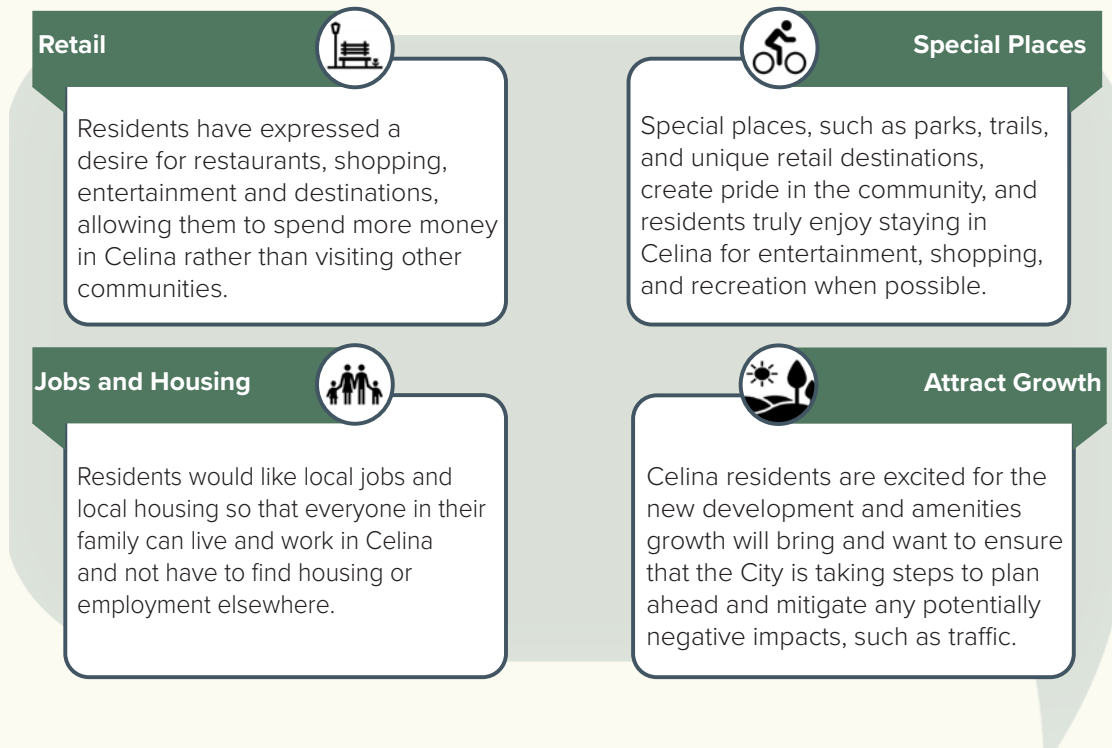 Retail
Residents have expressed a
desire for restaurants, shopping,
entertainment and destinations,
allowing them to spend more money
in Celina rather than visiting other
communities.
Special Places
Special places, such as parks, trails,
and unique retail destinations,
create pride in the community, and
residents truly enjoy staying in
Celina for entertainment, shopping,
and recreation when possible.
Jobs and Housing
Residents would like local jobs and
local housing so that everyone in their
family can live and work in Celina
and not have to find housing or
employment elsewhere.
Attract Growth
Celina residents are excited for the
new development and amenities
growth will bring and want to ensure
that the City is taking steps to plan
ahead and mitigate any potentially
negative impacts, such as traffic.